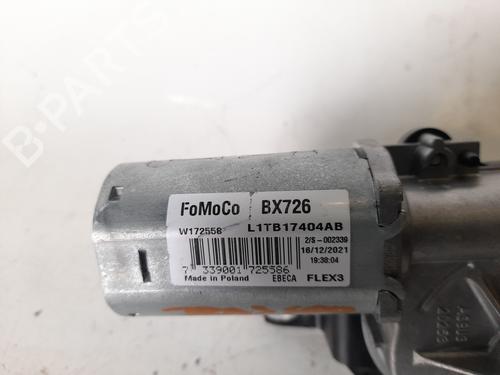 B-PARTS
FoMoCo BX726
W172558 L1TB17404AB
2/S-002339
16/12/2021
19:38:04
7 339001 725586
Made in Poland EBECA FLEX3